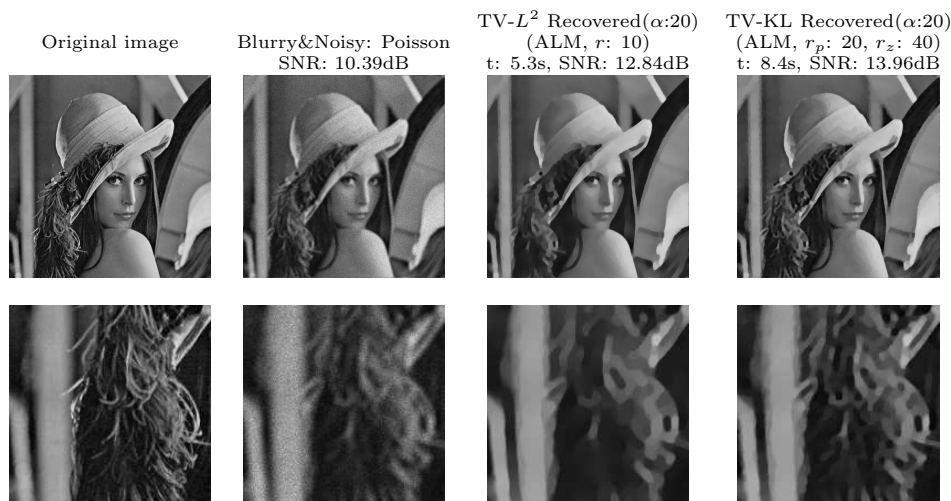 Original image
Blurry&Noisy: Poisson
SNR: 10.39dB
TV-L² Recovered(α:20)
(ALM, r: 10)
t: 5.3s, SNR: 12.84dB
TV-KL Recovered(α:20)
(ALM, rₚ: 20, r_z: 40)
t: 8.4s, SNR: 13.96dB